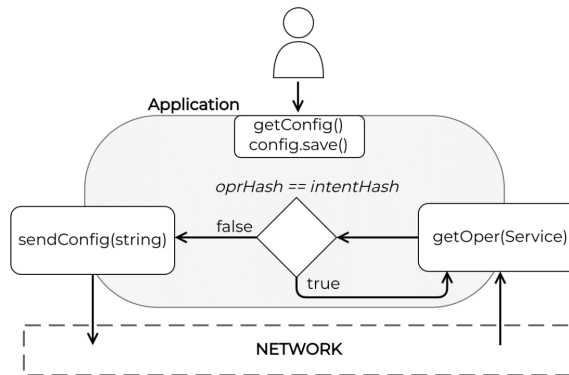 Application
getConfig()
config.save()
oprHash == intentHash
sendConfig(string)
false
getOper(Service)
true
NETWORK